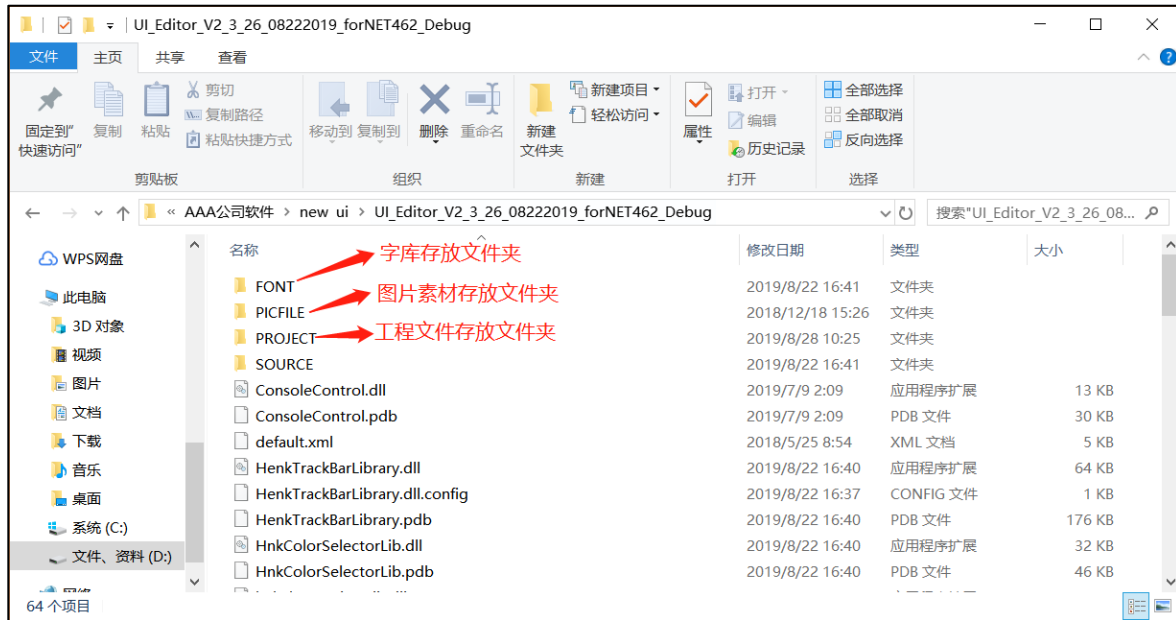 UI_Editor_V2_3_26_08222019_forNET462_Debug
文件 主页 共享 查看
固定到"快速访问" 复制 粘贴 剪切 复制路径 粘贴快捷方式 移动到 复制到 删除 重命名 新建文件夹 新建项目 轻松访问 属性 打开 编辑 历史记录 全部选择 全部取消 反向选择
剪贴板 组织 新建 打开 选择
« AAA公司软件 > new ui > UI_Editor_V2_3_26_08222019_forNET462_Debug 搜索"UI_Editor_V2_3_26_08...
WPS网盘
此电脑
3D 对象
视频
图片
文档
下载
音乐
桌面
系统 (C:)
文件、资料 (D:)
名称 修改日期 类型 大小
字库存放文件夹
FONT 2019/8/22 16:41 文件夹
图片素材存放文件夹
PICFILE 2018/12/18 15:26 文件夹
工程文件存放文件夹
PROJECT 2019/8/28 10:25 文件夹
SOURCE 2019/8/22 16:41 文件夹
ConsoleControl.dll 2019/7/9 2:09 应用程序扩展 13 KB
ConsoleControl.pdb 2019/7/9 2:09 PDB 文件 30 KB
default.xml 2018/5/25 8:54 XML 文档 5 KB
HenkTrackBarLibrary.dll 2019/8/22 16:40 应用程序扩展 64 KB
HenkTrackBarLibrary.dll.config 2019/8/22 16:37 CONFIG 文件 1 KB
HenkTrackBarLibrary.pdb 2019/8/22 16:40 PDB 文件 176 KB
HnkColorSelectorLib.dll 2019/8/22 16:40 应用程序扩展 32 KB
HnkColorSelectorLib.pdb 2019/8/22 16:40 PDB 文件 46 KB
64 个项目